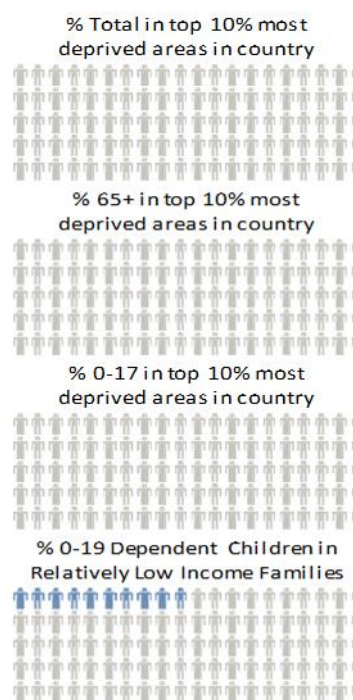 % Total in top 10% most
deprived areas in country
% 65+ in top 10% most
deprived areas in country
% 0-17 in top 10% most
deprived areas in country
% 0-19 Dependent Children in
Relatively Low Income Families